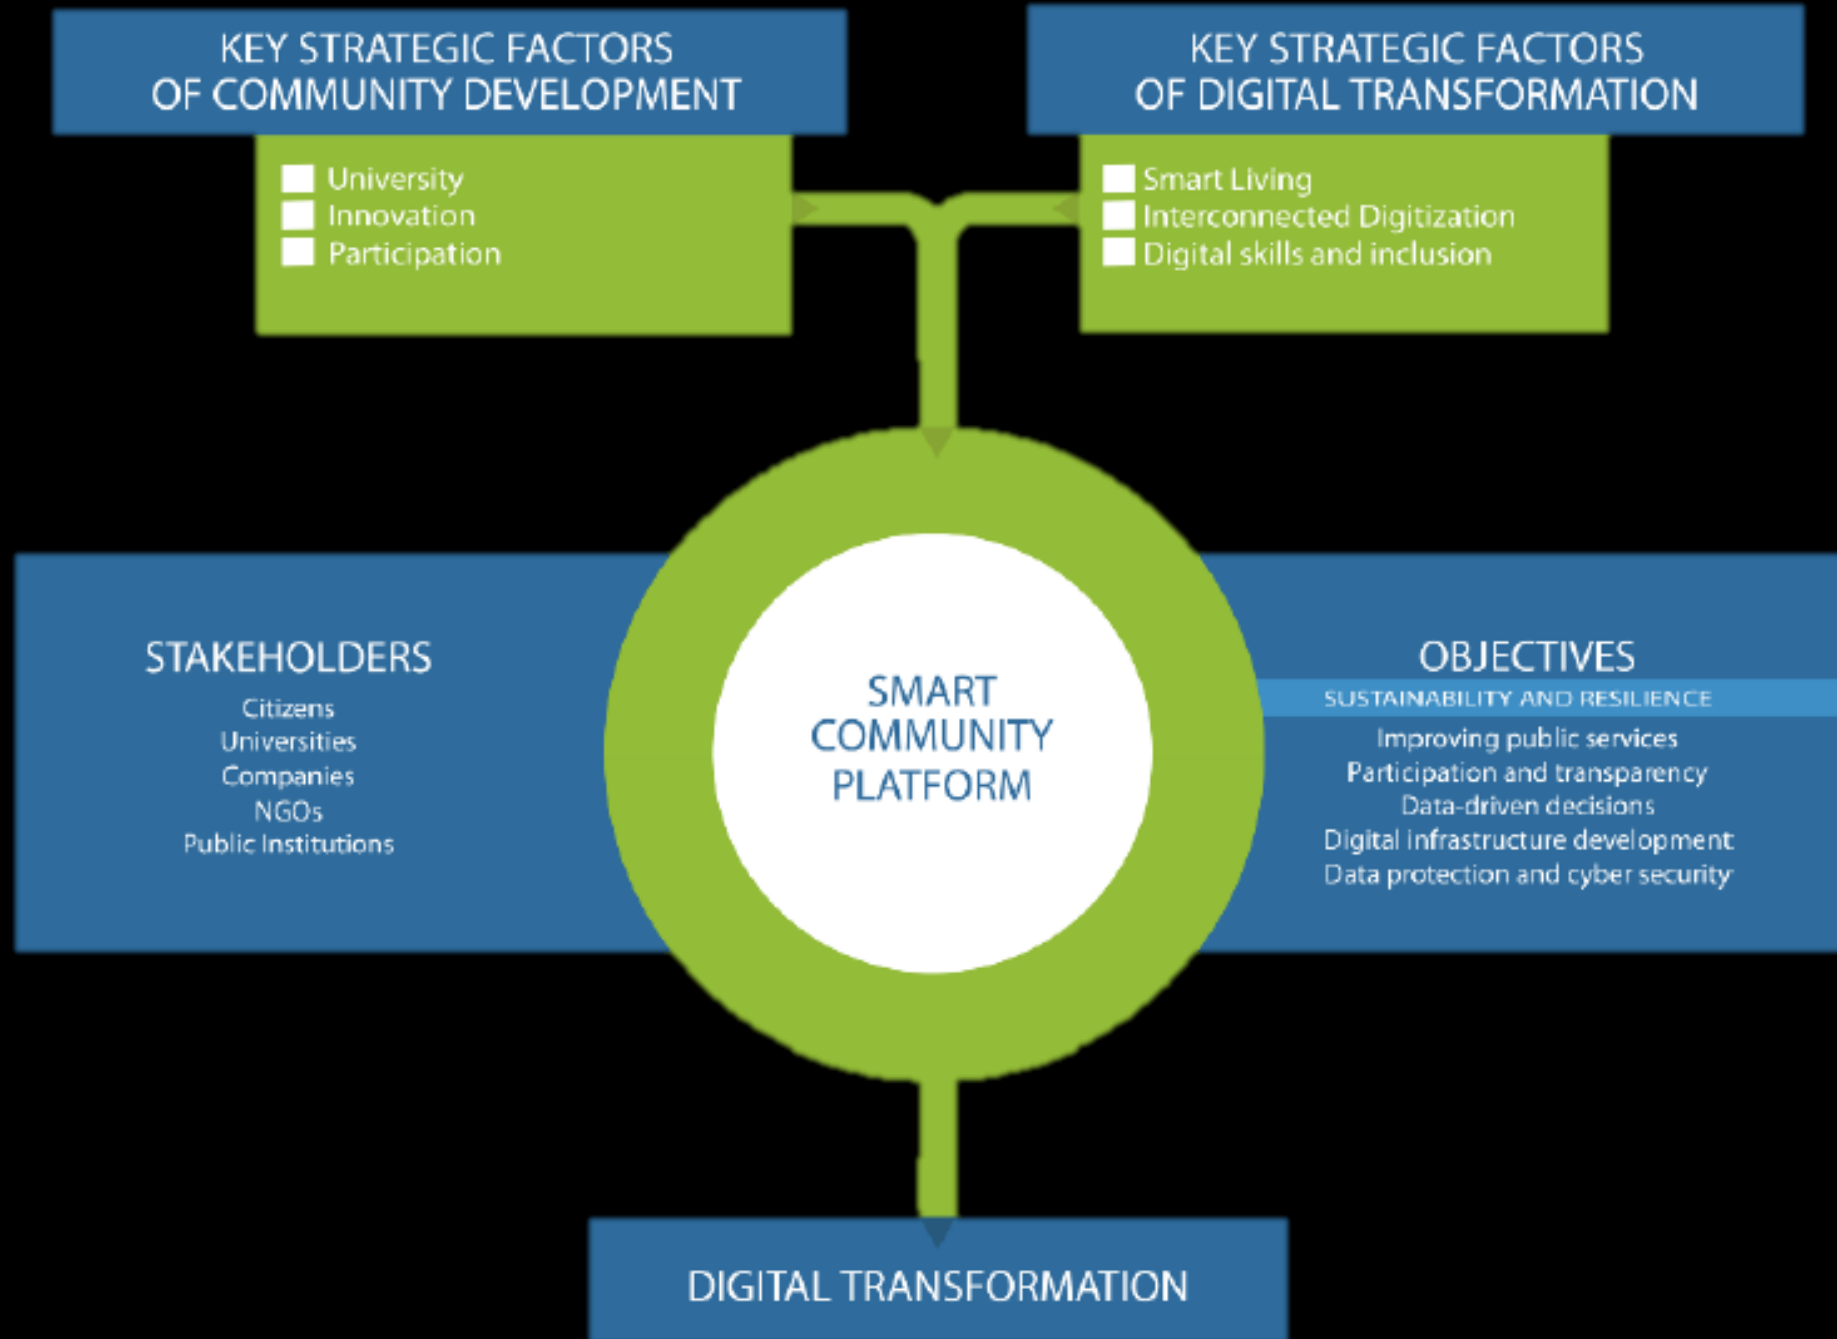 KEY STRATEGIC FACTORS
OF COMMUNITY DEVELOPMENT
University
Innovation
Participation
KEY STRATEGIC FACTORS
OF DIGITAL TRANSFORMATION
Smart Living
Interconnected Digitization
Digital skills and inclusion
STAKEHOLDERS
Citizens
Universities
Companies
NGOs
Public Institutions
SMART
COMMUNITY
PLATFORM
OBJECTIVES
SUSTAINABILITY AND RESILIENCE
Improving public services
Participation and transparency
Data-driven decisions
Digital infrastructure development
Data protection and cyber security
DIGITAL TRANSFORMATION